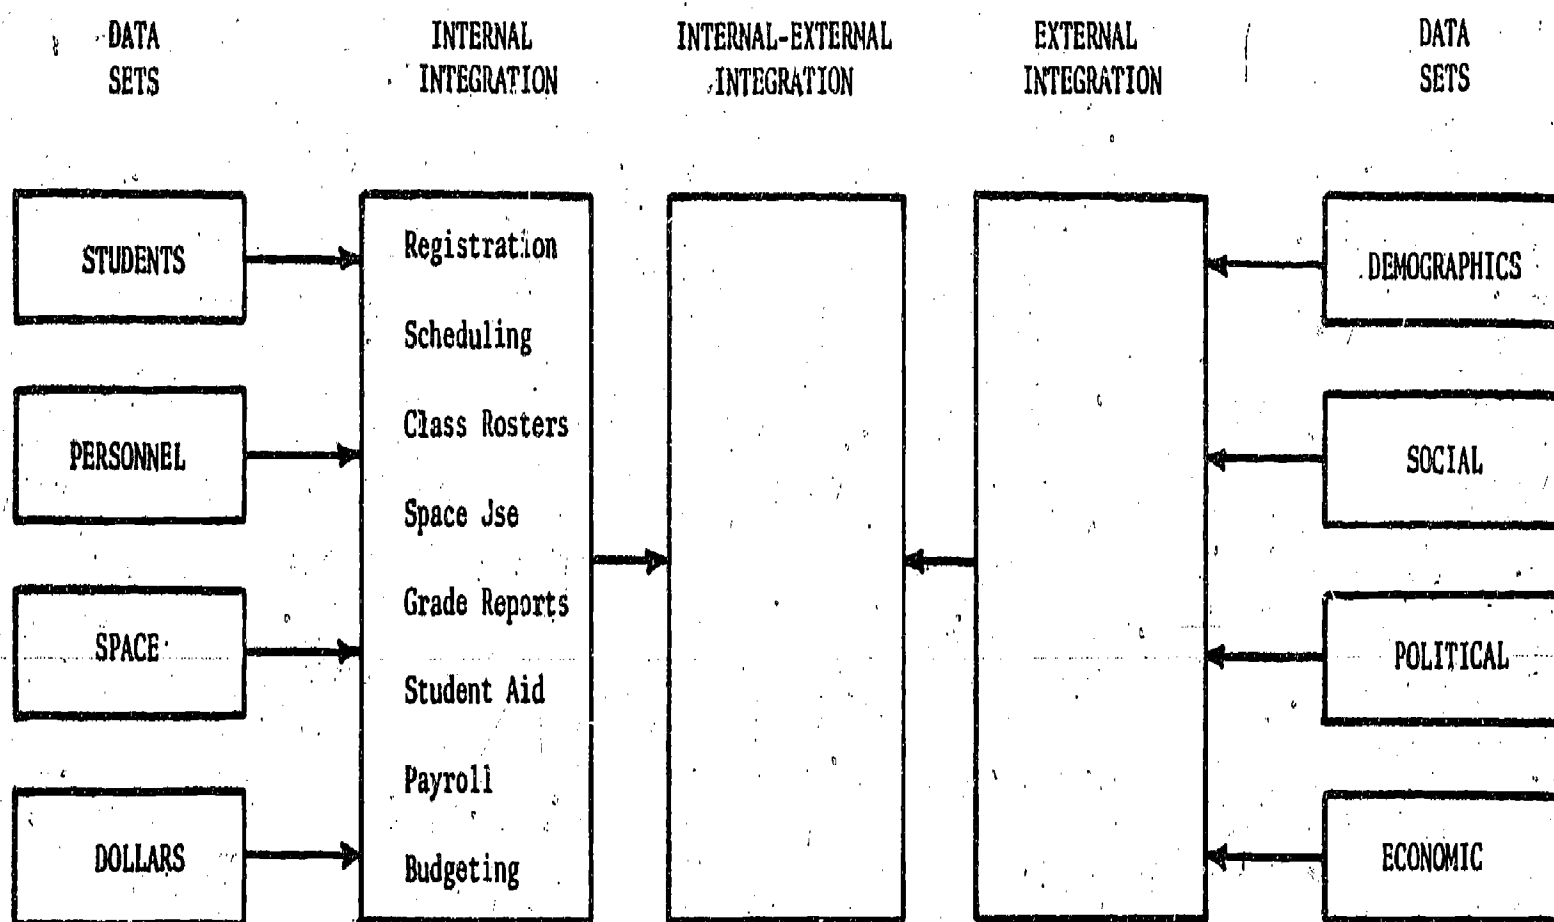 DATA
SETS
INTERNAL
INTEGRATION
INTERNAL-EXTERNAL
INTEGRATION
EXTERNAL
INTEGRATION
DATA
SETS
STUDENTS
PERSONNEL
SPACE
DOLLARS
Registration
Scheduling
Class Rosters
Space Jse
Grade Reports
Student Aid
Payroll
Budgeting
DEMOGRAPHICS
SOCIAL
POLITICAL
ECONOMIC